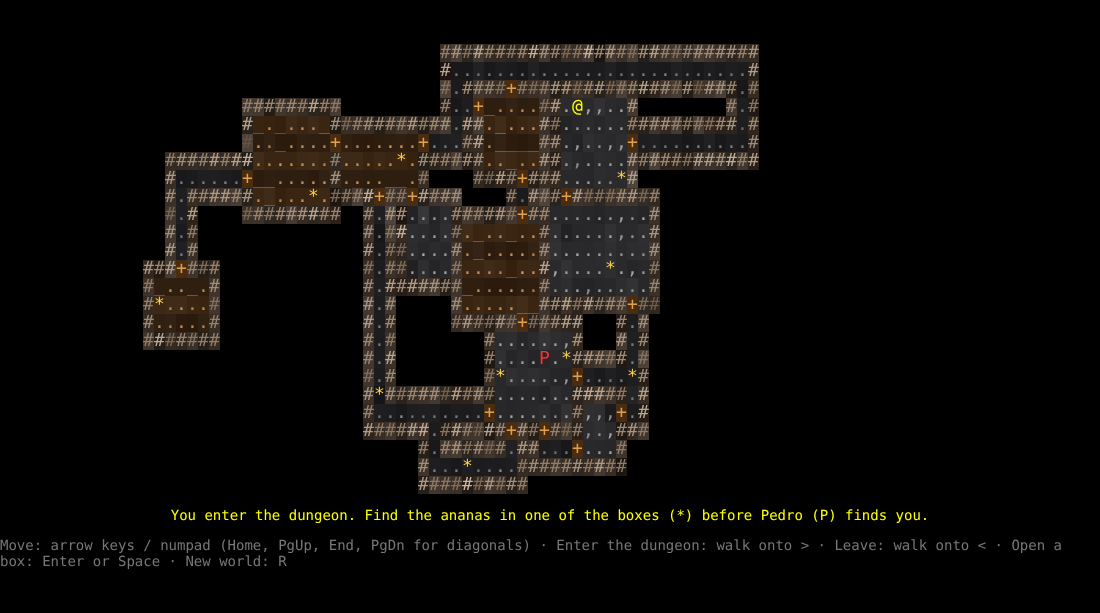 You enter the dungeon. Find the ananas in one of the boxes (*) before Pedro (P) finds you.
Move: arrow keys / numpad (Home, PgUp, End, PgDn for diagonals) · Enter the dungeon: walk onto > · Leave: walk onto < · Open a
box: Enter or Space · New world: R